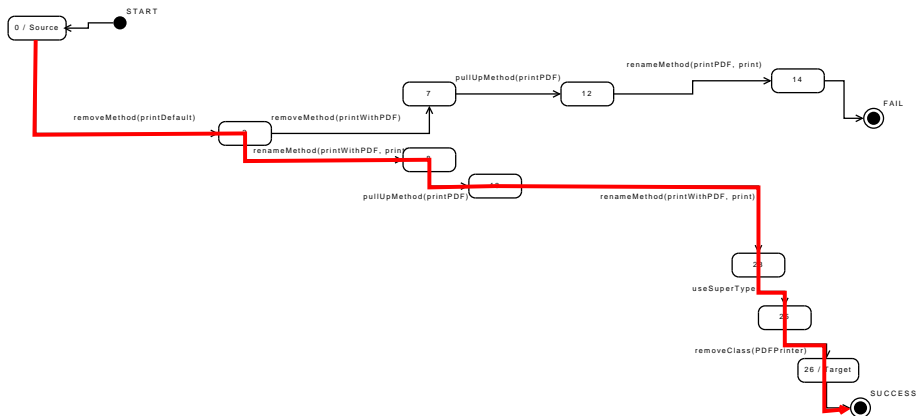 START
0 / Source
renameMethod(printPDF, print)
pullUpMethod(printPDF)
14
7
12
FAIL
removeMethod(printDefault)
removeMethod(printWithPDF)
renameMethod(printWithPDF, print
pullUpMethod(printPDF)
renameMethod(printWithPDF, print)
useSuperType
removeClass(PDFPrinter)
26 / Target
SUCCESS